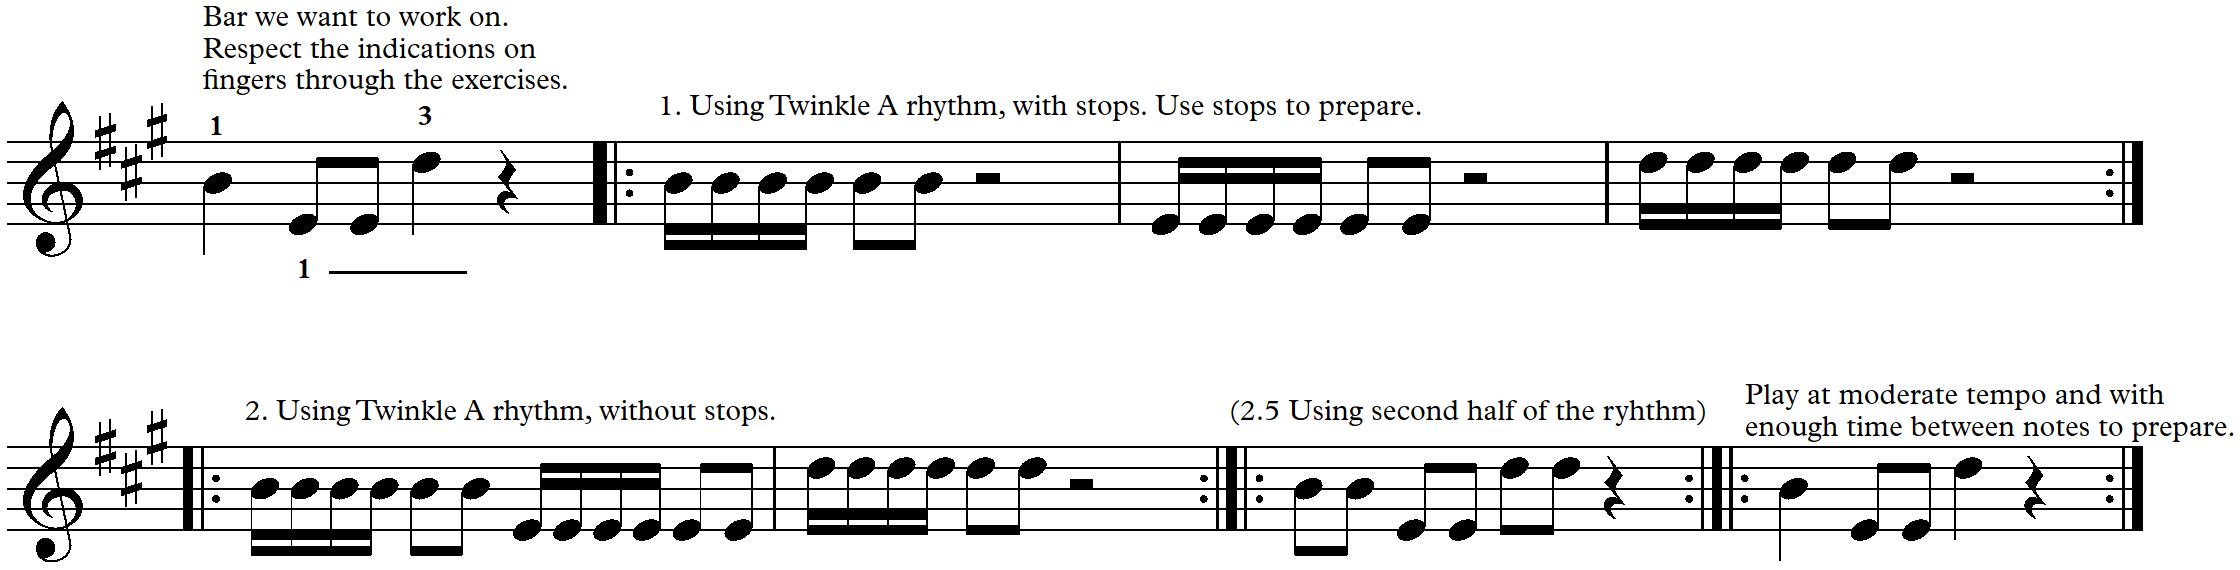 Bar we want to work on.
Respect the indications on
fingers through the exercises.
1. Using Twinkle A rhythm, with stops. Use stops to prepare.
1
3
1
2. Using Twinkle A rhythm, without stops.
(2.5 Using second half of the ryhthm)
Play at moderate tempo and with
enough time between notes to prepare.